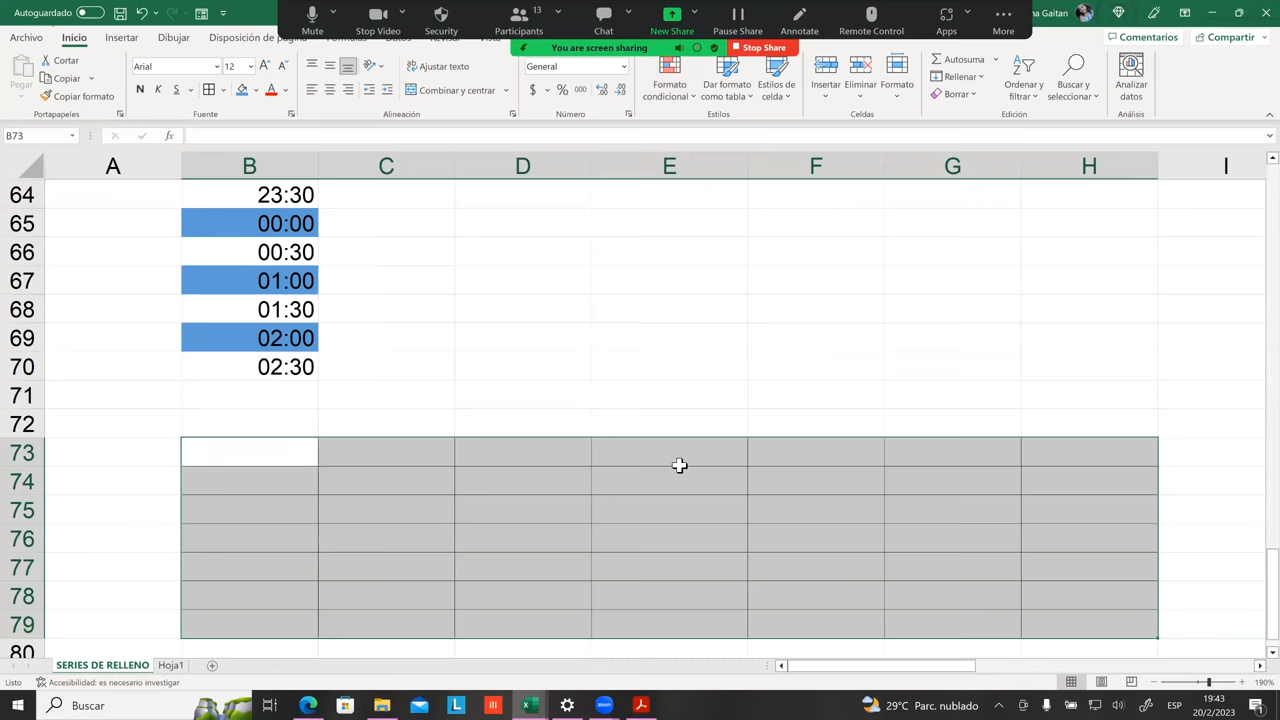 Autoguardado
a Gaitan
Mute
Stop Video
Security
Participants
13
Chat
New Share
Pause Share
Annotate
Remote Control
Apps
More
You are screen sharing
Stop Share
Archivo
Inicio
Insertar
Dibujar
Disposición de
Comentarios
Compartir
Pegar
Cortar
Copiar
Copiar formato
Portapapeles
Arial
12
N
K
S
Fuente
Ajustar texto
Combinar y centrar
Alineación
General
$ % 000
Número
Formato condicional
Dar formato como tabla
Estilos de celda
Estilos
Insertar
Eliminar
Formato
Celdas
Autosuma
Rellenar
Borrar
Ordenar y filtrar
Buscar y seleccionar
Edición
Analizar datos
Análisis
B73
fx
A B C D E F G H I
64 23:30
65 00:00
66 00:30
67 01:00
68 01:30
69 02:00
70 02:30
71
72
73
74
75
76
77
78
79
80
SERIES DE RELLENO
Hoja1
Listo
Accesibilidad: es necesario investigar
190%
Buscar
zoom
29°C Parc. nublado
ESP
19:43
20/2/2023